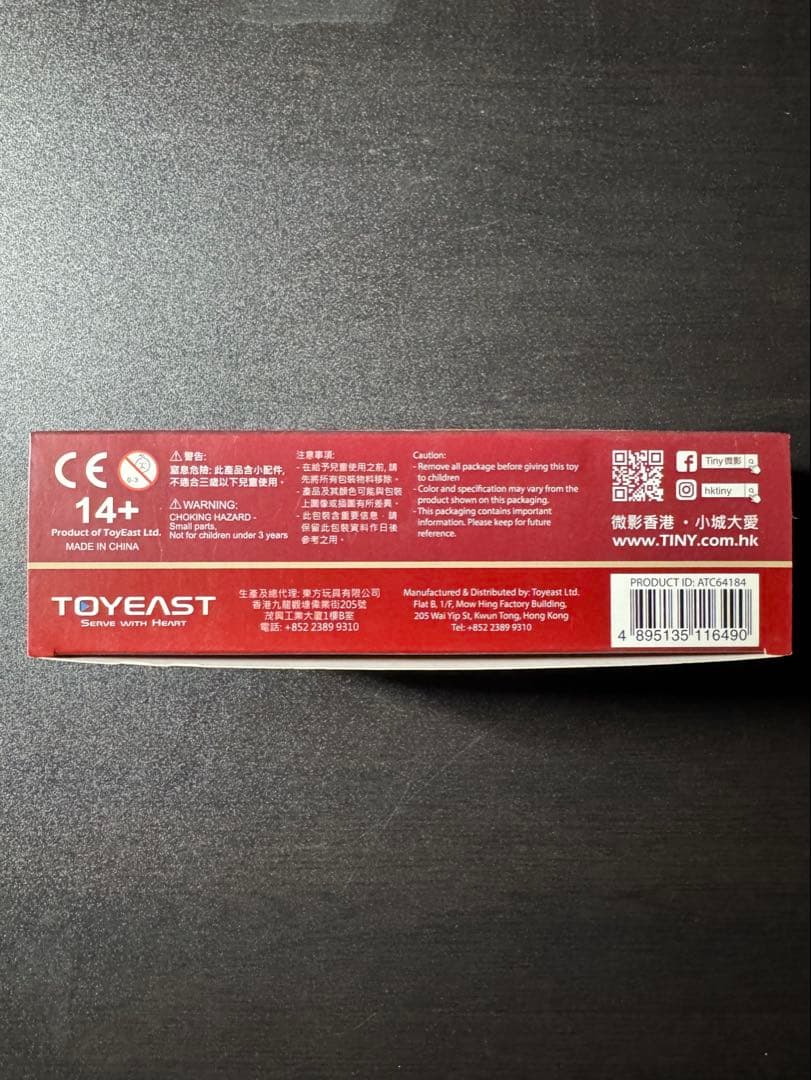 CE
0-3
14+
Product of ToyEast Ltd.
MADE IN CHINA
警告:
窒息危險: 此產品含小配件,
不適合三歲以下兒童使用。
WARNING:
CHOKING HAZARD -
Small parts,
Not for children under 3 years
注意事項:
- 在給予兒童使用之前, 請
先將所有包裝物料移除。
- 產品及其顏色可能與包裝
上圖像或插圖有所差異。
- 此包裝含重要信息﹐請
保留此包裝資料作日後
參考之用。
Caution:
- Remove all package before giving this toy
to children
- Color and specification may vary from the
product shown on this packaging.
- This packaging contains important
information. Please keep for future
reference.
Tiny 微影
hktiny
微影香港・小城大愛
www.TINY.com.hk
TOYEAST
SERVE WITH HEART
生產及總代理: 東方玩具有限公司
香港九龍觀塘偉業街205號
茂興工業大廈1樓B室
電話: +852 2389 9310
Manufactured & Distributed by: Toyeast Ltd.
Flat B, 1/F, Mow Hing Factory Building,
205 Wai Yip St, Kwun Tong, Hong Kong
Tel: +852 2389 9310
PRODUCT ID: ATC64184
4 895135 116490